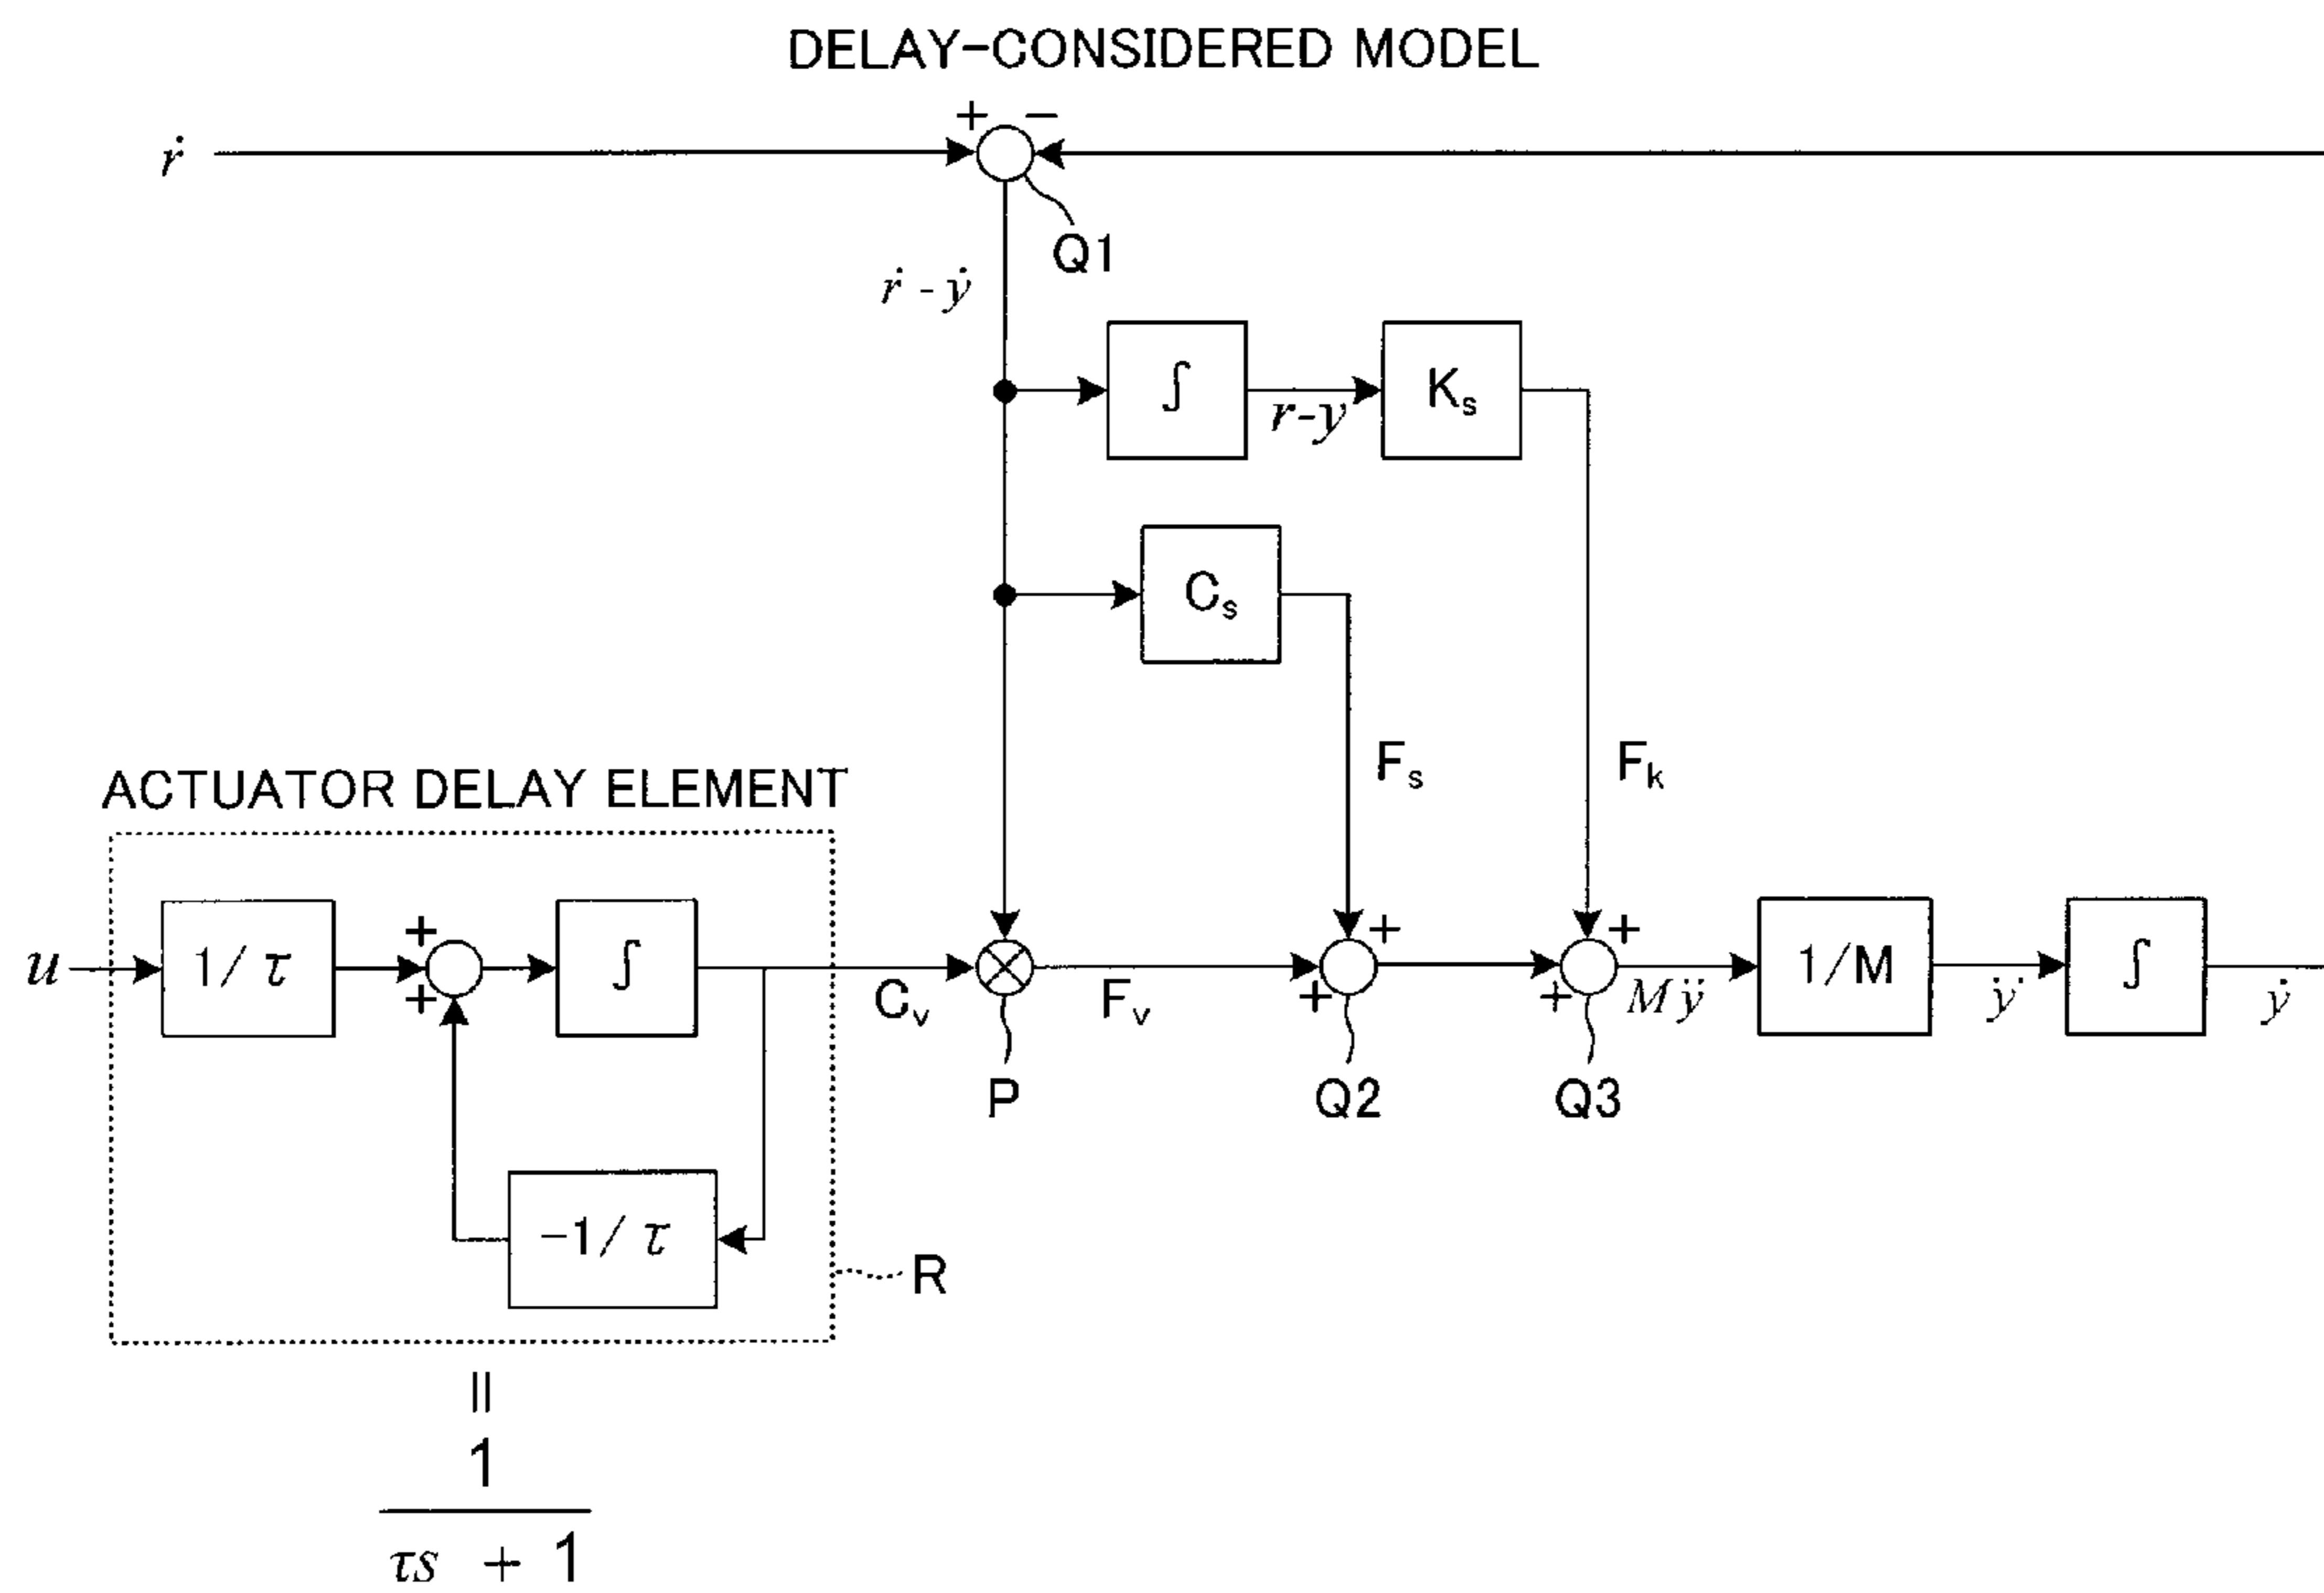 DELAY-CONSIDERED MODEL
+ −
ṙ
Q1
ṙ - ẏ
∫
r-y
Ks
Cs
Fs
Fk
ACTUATOR DELAY ELEMENT
u
1/τ
+
+
∫
Cv
Fv
+
+
+
+
Mÿ
1/M
ÿ
∫
ẏ
P
Q2
Q3
-1/τ
R
=
1
τs + 1